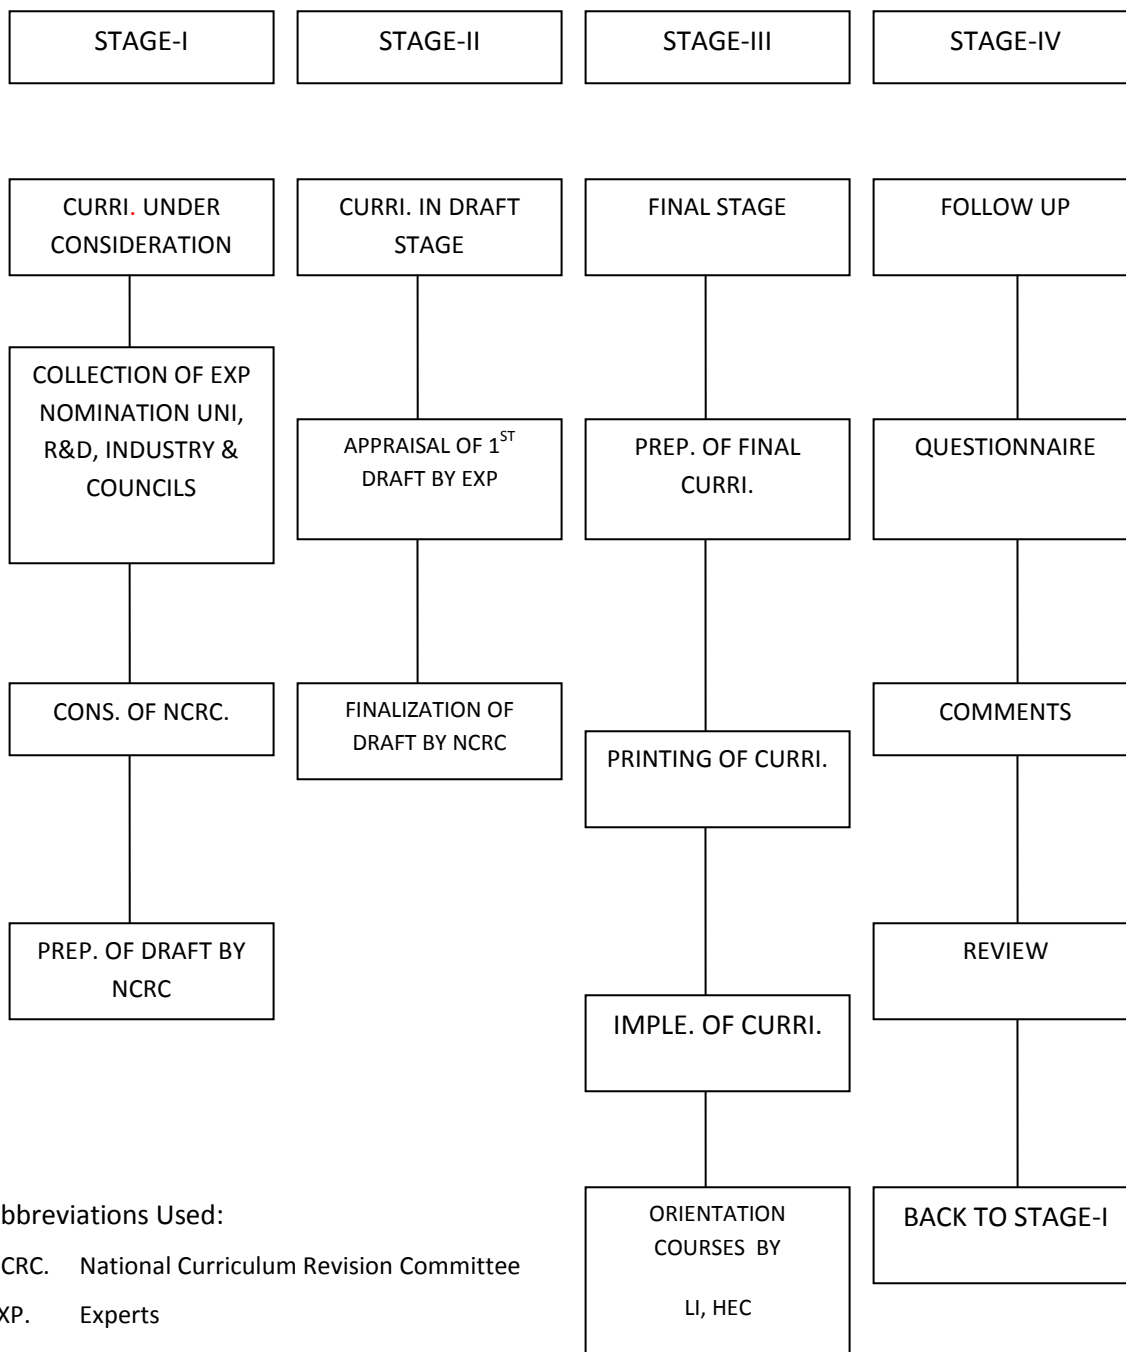 STAGE-I
STAGE-II
STAGE-III
STAGE-IV
CURRI. UNDER
CONSIDERATION
COLLECTION OF EXP
NOMINATION UNI,
R&D, INDUSTRY &
COUNCILS
CONS. OF NCRC.
PREP. OF DRAFT BY
NCRC
CURRI. IN DRAFT
STAGE
APPRAISAL OF 1ST
DRAFT BY EXP
FINALIZATION OF
DRAFT BY NCRC
FINAL STAGE
PREP. OF FINAL
CURRI.
PRINTING OF CURRI.
IMPLE. OF CURRI.
ORIENTATION
COURSES BY
LI, HEC
FOLLOW UP
QUESTIONNAIRE
COMMENTS
REVIEW
BACK TO STAGE-I
bbreviations Used:
CRC. National Curriculum Revision Committee
XP. Experts